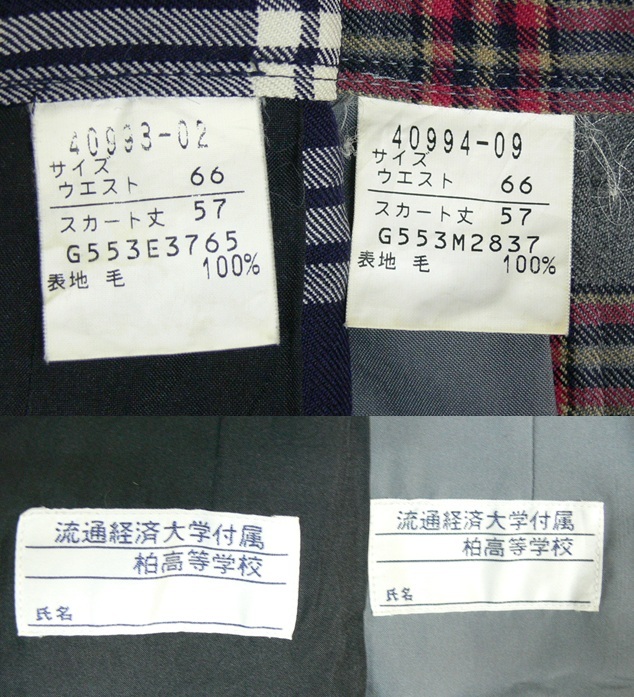 40993-02
サイズ
ウエスト 66
スカート丈 57
G553E3765
表地 毛 100%
40994-09
サイズ
ウエスト 66
スカート丈 57
G553M2837
表地 毛 100%
流通経済大学付属
柏高等学校
氏名
流通経済大学付属
柏高等学校
氏名